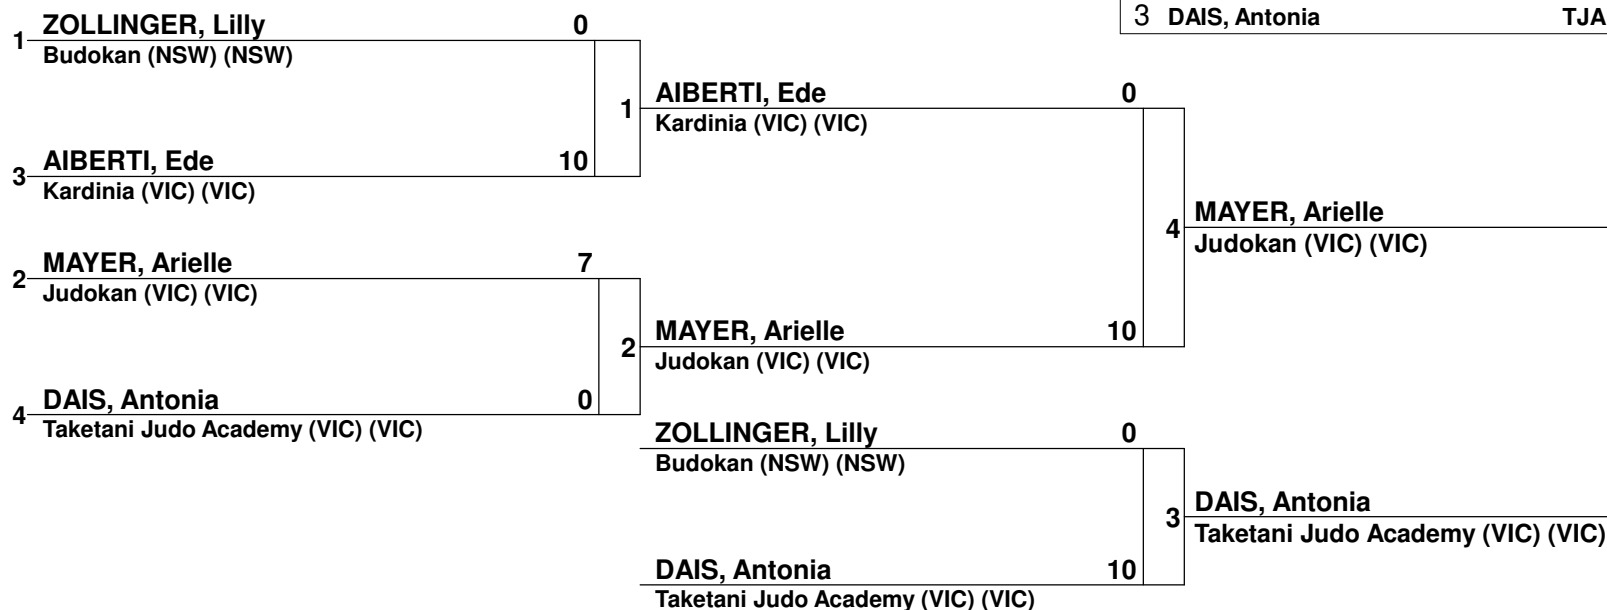 3 DAIS, Antonia TJA
1 ZOLLINGER, Lilly 0
Budokan (NSW) (NSW)
3 AIBERTI, Ede 10
Kardinia (VIC) (VIC)
2 MAYER, Arielle 7
Judokan (VIC) (VIC)
4 DAIS, Antonia 0
Taketani Judo Academy (VIC) (VIC)
1
2
AIBERTI, Ede 0
Kardinia (VIC) (VIC)
MAYER, Arielle 10
Judokan (VIC) (VIC)
4
MAYER, Arielle
Judokan (VIC) (VIC)
ZOLLINGER, Lilly 0
Budokan (NSW) (NSW)
DAIS, Antonia 10
Taketani Judo Academy (VIC) (VIC)
3
DAIS, Antonia
Taketani Judo Academy (VIC) (VIC)